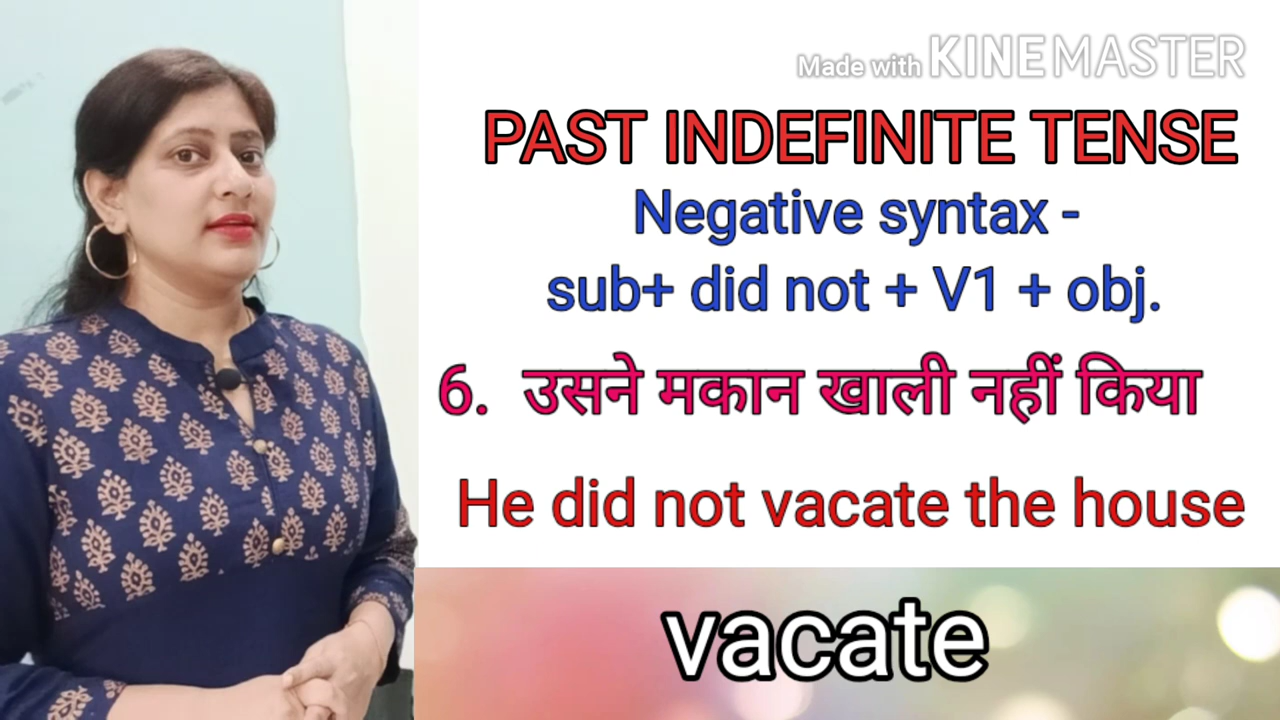 Made with KINEMASTER
PAST INDEFINITE TENSE
Negative syntax -
sub+ did not + V1 + obj.
6. उसने मकान खाली नहीं किया
He did not vacate the house
vacate